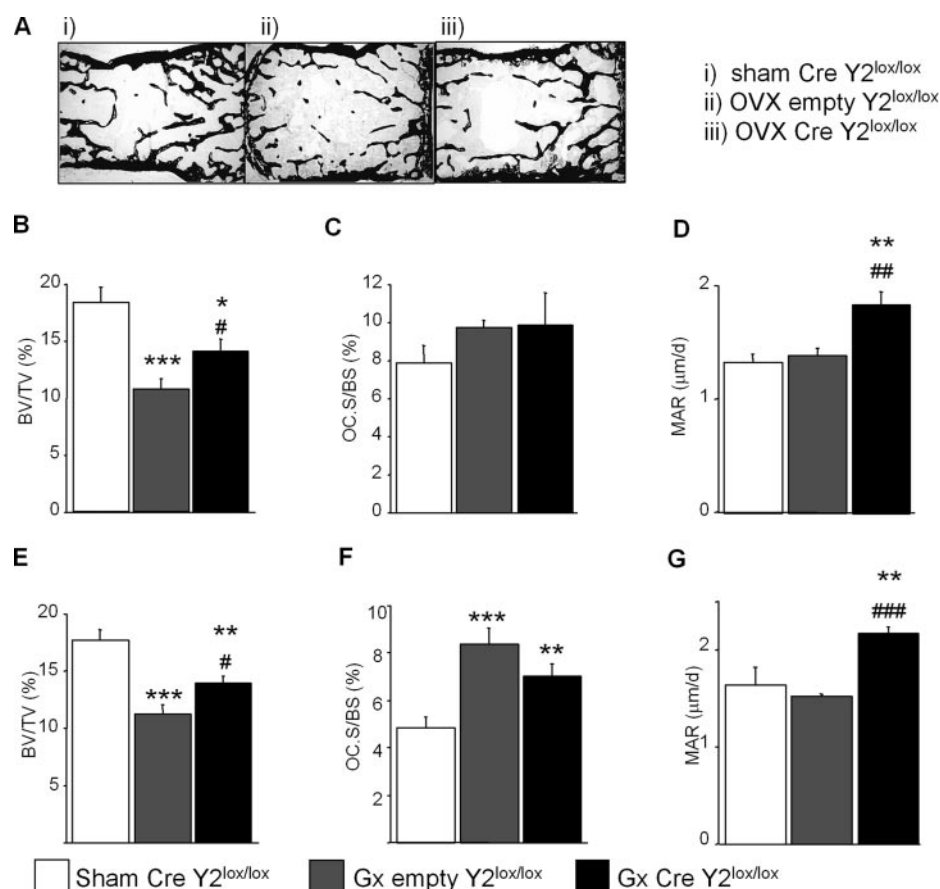 A
i) ii) iii)
i) sham Cre Y2lox/lox
ii) OVX empty Y2lox/lox
iii) OVX Cre Y2lox/lox
B
BV/TV (%)
20
15
10
5
0
***
*
#
C
OC.S/BS (%)
12
10
8
6
4
2
0
D
MAR (μm/d)
2
1
0
**
##
E
BV/TV (%)
20
15
10
5
***
**
#
F
OC.S/BS (%)
10
8
6
4
2
0
***
**
G
MAR (μm/d)
2
1
0
**
###
Sham Cre Y2lox/lox
Gx empty Y2lox/lox
Gx Cre Y2lox/lox